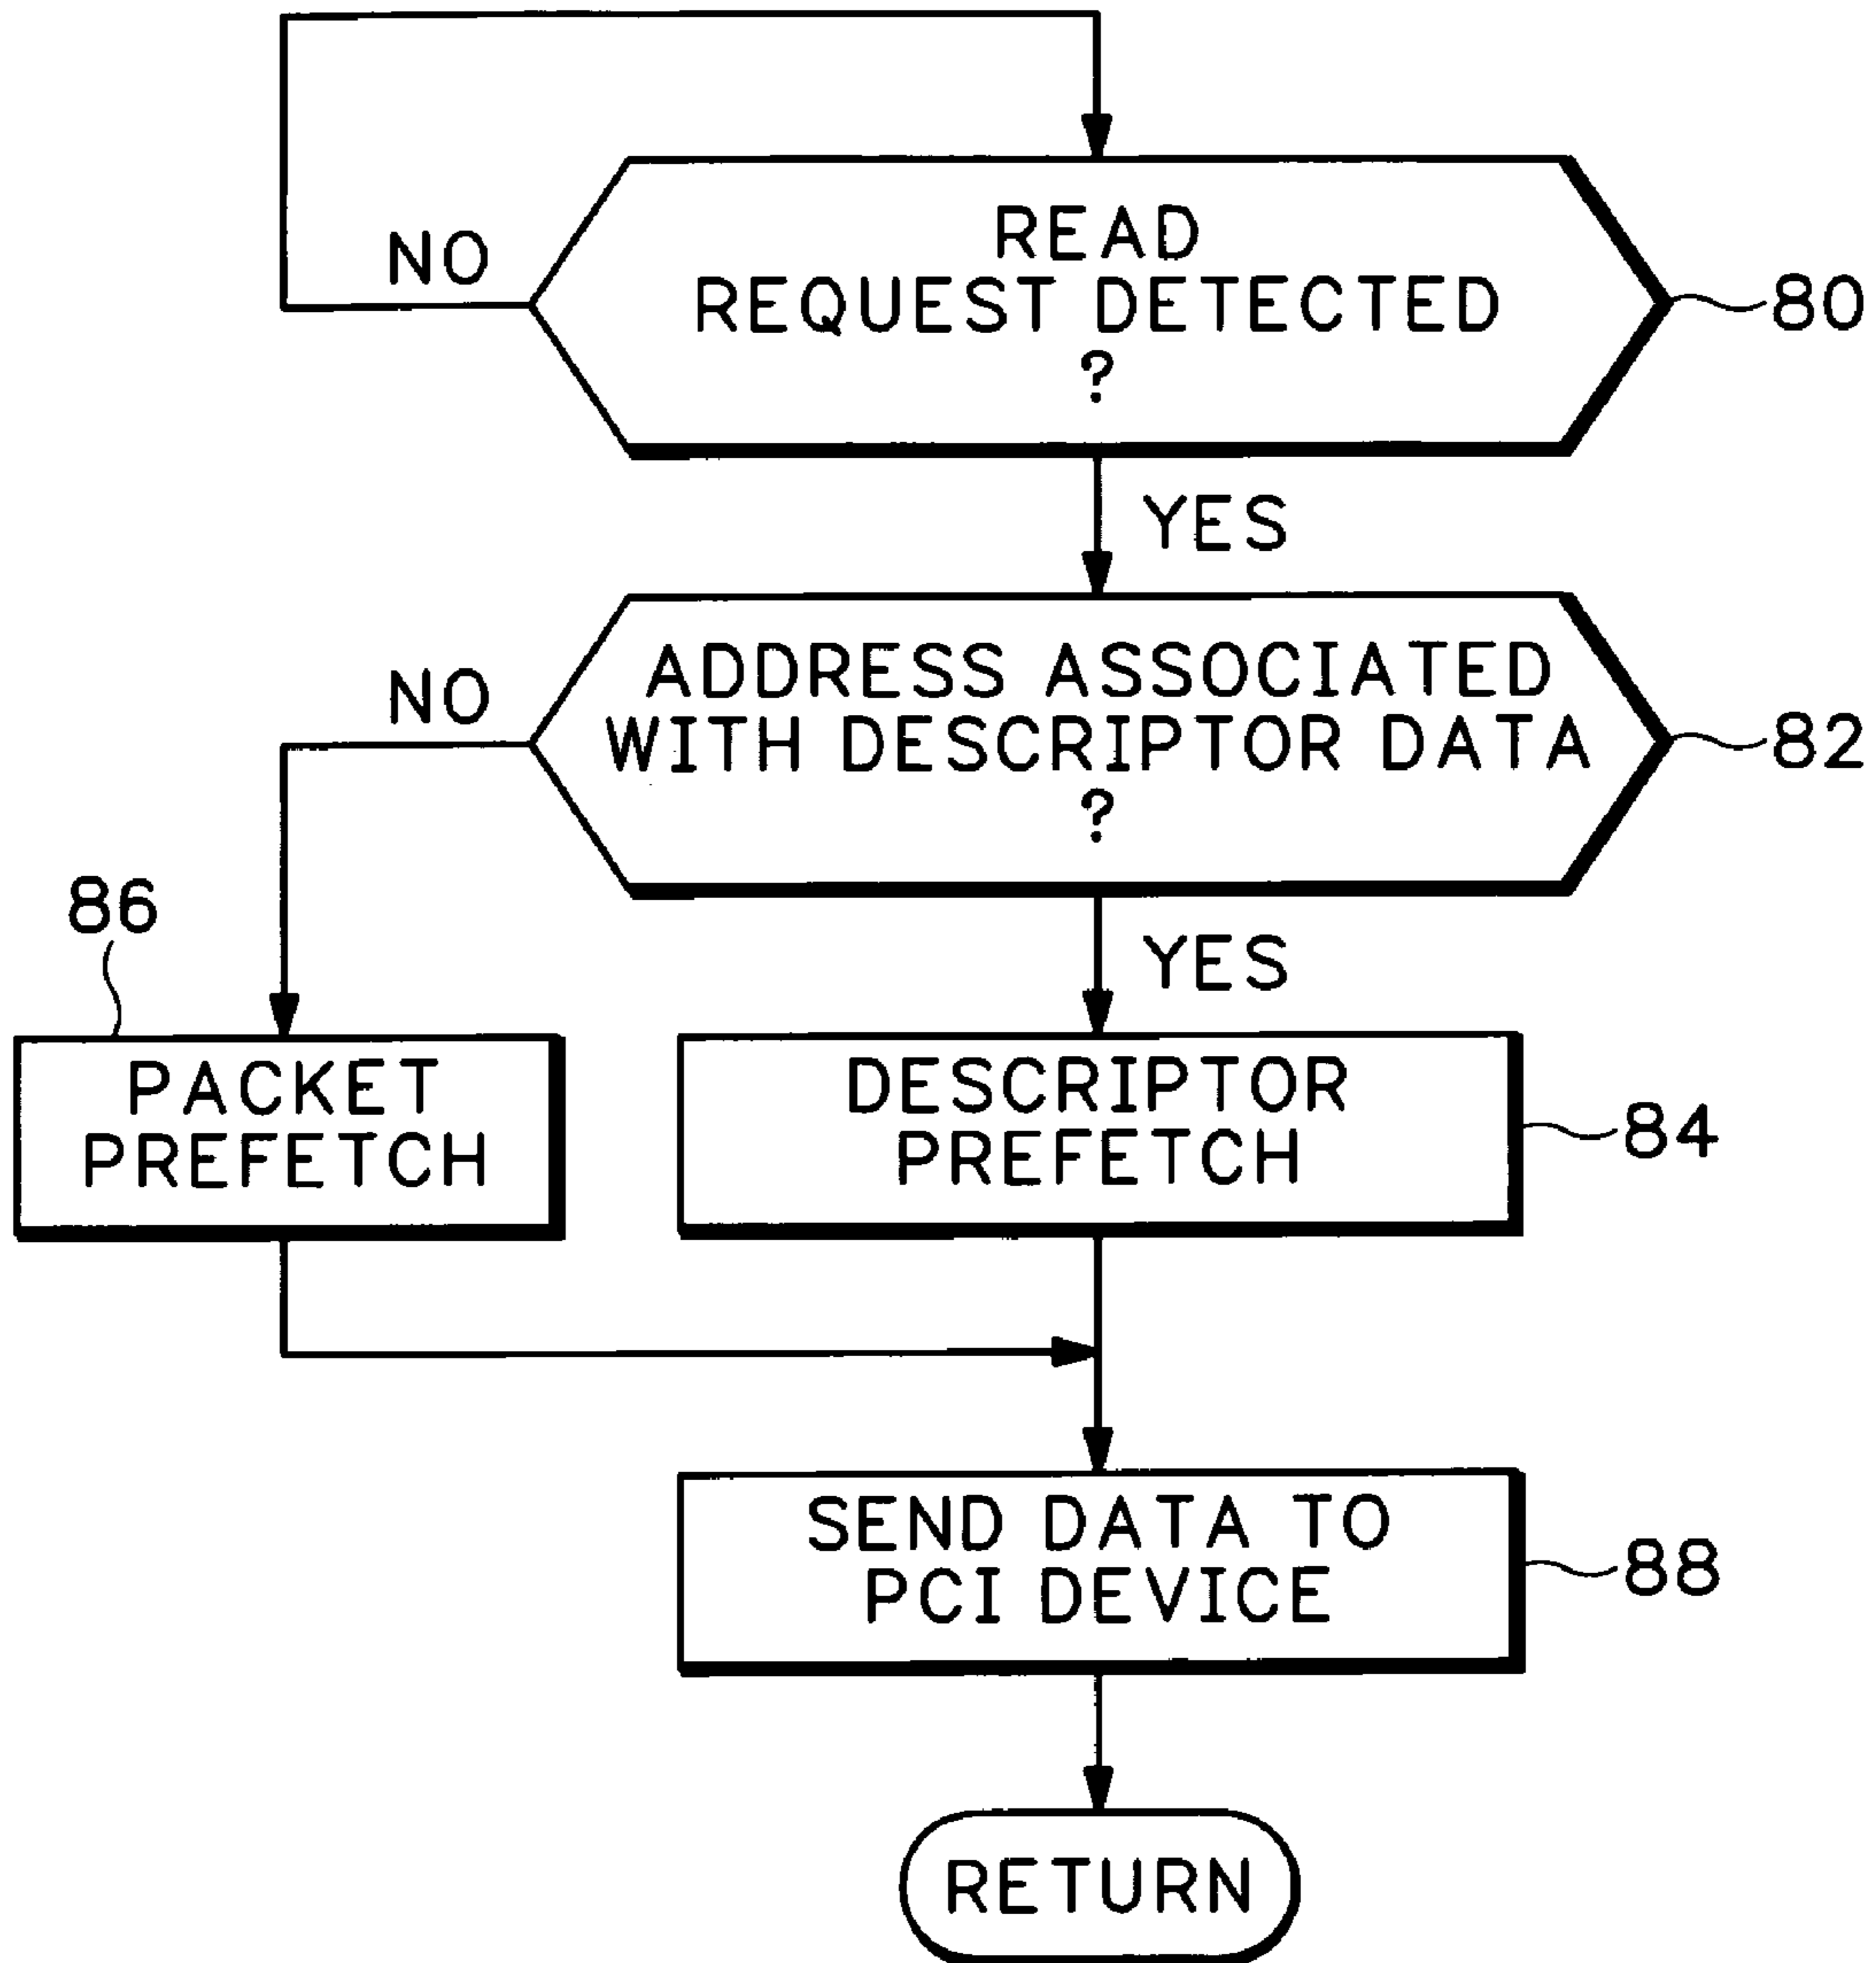 READ
REQUEST DETECTED
?
80
NO
YES
ADDRESS ASSOCIATED
WITH DESCRIPTOR DATA
?
82
NO
YES
86
PACKET
PREFETCH
DESCRIPTOR
PREFETCH
84
SEND DATA TO
PCI DEVICE
88
RETURN